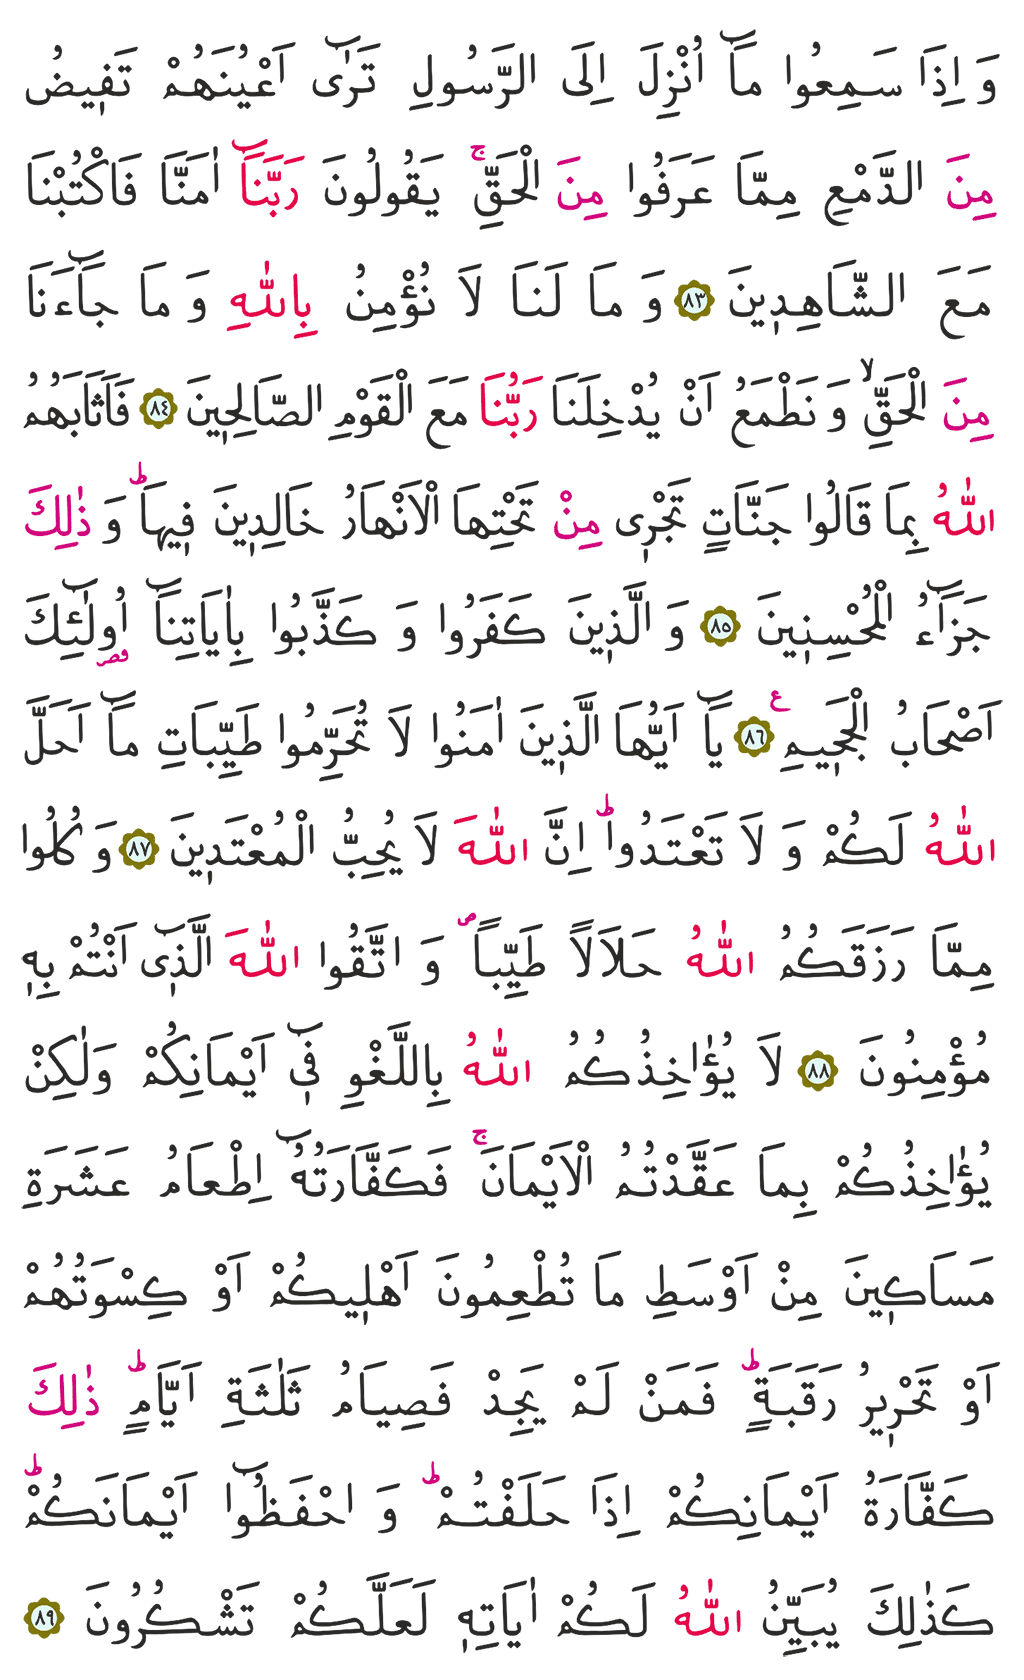 وَ اِذَا سَمِعُوا مَٓا اُنْزِلَ اِلَى الرَّسُولِ تَرٰٓى اَعْيُنَهُمْ تَفٖيضُ
مِنَ الدَّمْعِ مِمَّا عَرَفُوا مِنَ الْحَقِّۚ يَقُولُونَ رَبَّنَٓا اٰمَنَّا فَاكْتُبْنَا
مَعَ الشَّاهِدٖينَ ﴿٨٣﴾ وَ مَا لَنَا لَا نُؤْمِنُ بِاللّٰهِ وَ مَا جَٓاءَنَا
مِنَ الْحَقِّۙ وَ نَطْمَعُ اَنْ يُدْخِلَنَا رَبُّنَا مَعَ الْقَوْمِ الصَّالِحٖينَ ﴿٨٤﴾ فَاَثَابَهُمُ
اللّٰهُ بِمَا قَالُوا جَنَّاتٍ تَجْرٖى مِنْ تَحْتِهَا الْاَنْهَارُ خَالِدٖينَ فٖيهَاؕ وَ ذٰلِكَ
جَزَٓاءُ الْمُحْسِنٖينَ ﴿٨٥﴾ وَ الَّذٖينَ كَفَرُوا وَ كَذَّبُوا بِاٰيَاتِنَٓا اُو۬لٰٓئِكَ
اَصْحَابُ الْجَحٖيمِ ﴿٨٦﴾ ع يَٓا اَيُّهَا الَّذٖينَ اٰمَنُوا لَا تُحَرِّمُوا طَيِّبَاتِ مَٓا اَحَلَّ
اللّٰهُ لَكُمْ وَ لَا تَعْتَدُواؕ اِنَّ اللّٰهَ لَا يُحِبُّ الْمُعْتَدٖينَ ﴿٨٧﴾ وَ كُلُوا
مِمَّا رَزَقَكُمُ اللّٰهُ حَلَالًا طَيِّبًاࣕ وَ اتَّقُوا اللّٰهَ الَّذٖٓى اَنْتُمْ بِهٖ
مُؤْمِنُونَ ﴿٨٨﴾ لَا يُؤٰاخِذُكُمُ اللّٰهُ بِاللَّغْوِ فٖٓى اَيْمَانِكُمْ وَلٰكِنْ
يُؤٰاخِذُكُمْ بِمَا عَقَّدْتُمُ الْاَيْمَانَۚ فَكَفَّارَتُهُٓ اِطْعَامُ عَشَرَةِ
مَسَاكٖينَ مِنْ اَوْسَطِ مَا تُطْعِمُونَ اَهْلٖيكُمْ اَوْ كِسْوَتُهُمْ
اَوْ تَحْرٖيرُ رَقَبَةٍؕ فَمَنْ لَمْ يَجِدْ فَصِيَامُ ثَلٰثَةِ اَيَّامٍؕ ذٰلِكَ
كَفَّارَةُ اَيْمَانِكُمْ اِذَا حَلَفْتُمْؕ وَ احْفَظُٓوا اَيْمَانَكُمْؕ
كَذٰلِكَ يُبَيِّنُ اللّٰهُ لَكُمْ اٰيَاتِهٖ لَعَلَّكُمْ تَشْكُرُونَ ﴿٨٩﴾